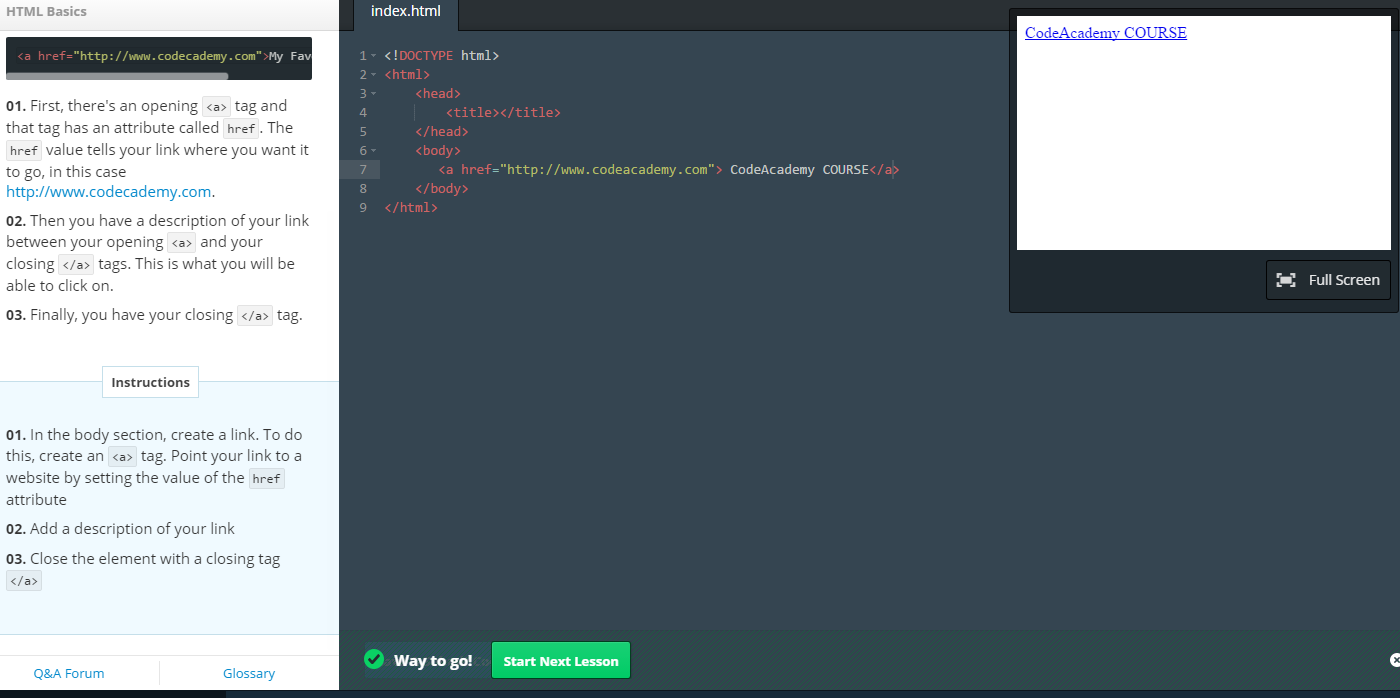 HTML Basics
<a href="http://www.codecademy.com">My Fav
01. First, there's an opening <a> tag and
that tag has an attribute called href. The
href value tells your link where you want it
to go, in this case
http://www.codecademy.com.
02. Then you have a description of your link
between your opening <a> and your
closing </a> tags. This is what you will be
able to click on.
03. Finally, you have your closing </a> tag.
Instructions
01. In the body section, create a link. To do
this, create an <a> tag. Point your link to a
website by setting the value of the href
attribute
02. Add a description of your link
03. Close the element with a closing tag
</a>
Q&A Forum
Glossary
index.html
1 <!DOCTYPE html>
2 <html>
3 <head>
4 <title></title>
5 </head>
6 <body>
7 <a href="http://www.codeacademy.com"> CodeAcademy COURSE</a>
8 </body>
9 </html>
CodeAcademy COURSE
Full Screen
Way to go!
Start Next Lesson